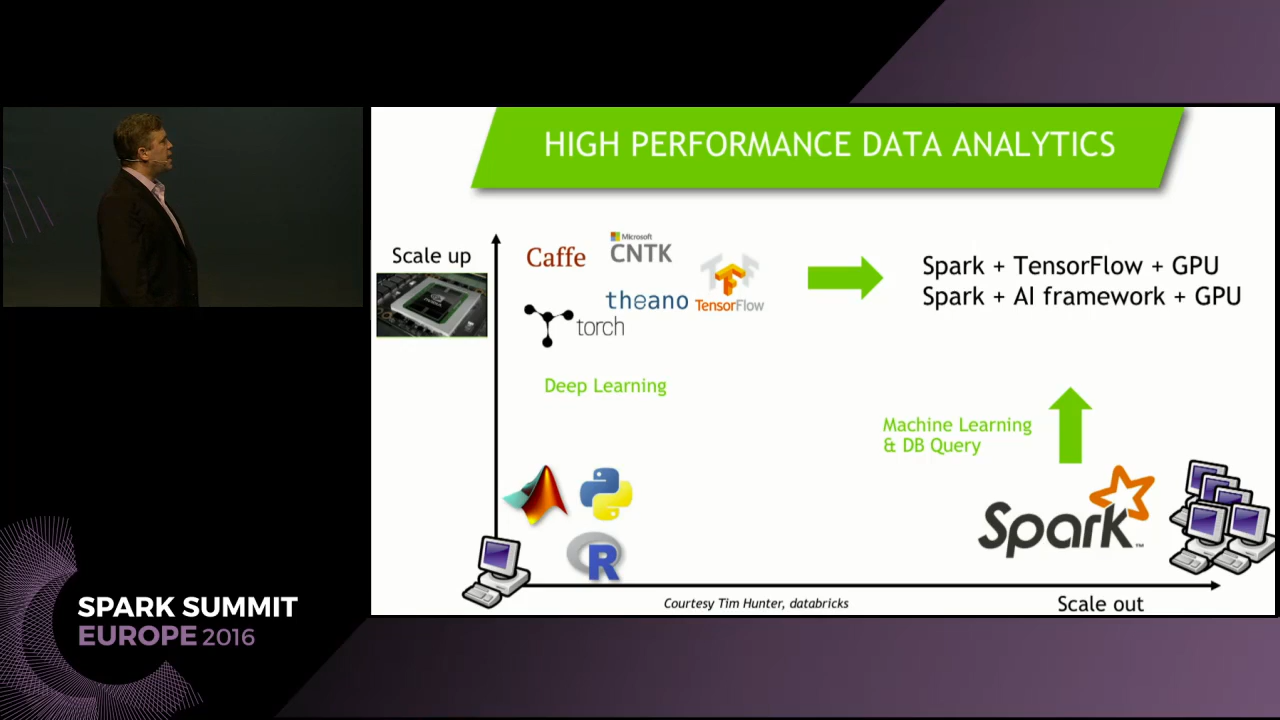 HIGH PERFORMANCE DATA ANALYTICS
Scale up
Caffe
Microsoft
CNTK
theano
TensorFlow
torch
Spark + TensorFlow + GPU
Spark + AI framework + GPU
Deep Learning
Machine Learning
& DB Query
R
Spark™
Courtesy Tim Hunter, databricks
Scale out
SPARK SUMMIT
EUROPE 2016